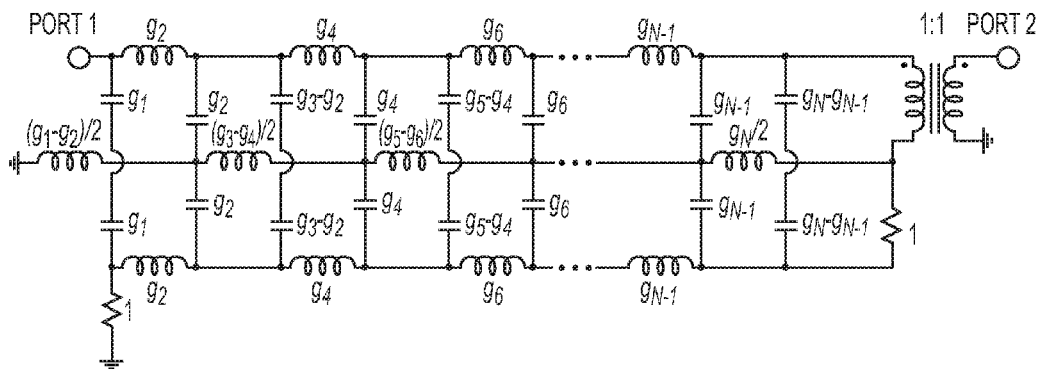 PORT 1 g2 g4 g6 gN-1 1:1 PORT 2
g1 g2 g3-g2 g4 g5-g4 g6 gN-1 gN-gN-1
(g1-g2)/2 (g3-g4)/2 (g5-g6)/2 gN/2
g1 g2 g3-g2 g4 g5-g4 g6 gN-1 gN-gN-1 1
g2 g4 g6 gN-1
1